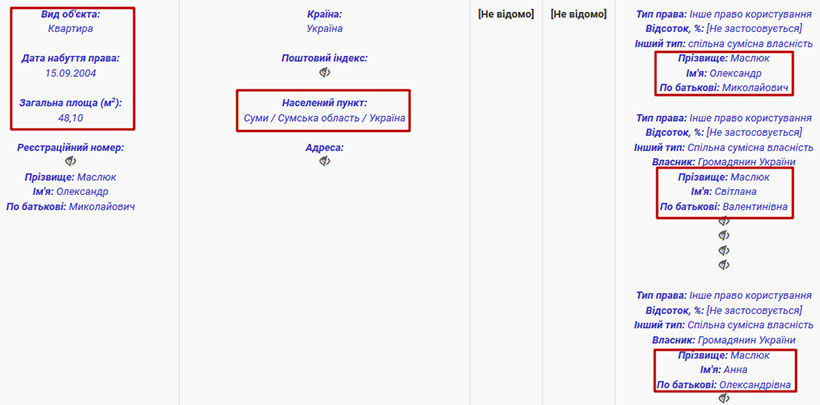 Вид об'єкта:
Квартира
Дата набуття права:
15.09.2004
Загальна площа (м²):
48,10
Реєстраційний номер:
Прізвище: Маслюк
Ім'я: Олександр
По батькові: Миколайович
Країна:
Україна
Поштовий індекс:
Населений пункт:
Суми / Сумська область / Україна
Адреса:
[Не відомо]
[Не відомо]
Тип права: Інше право користування
Відсоток, %: [Не застосовується]
Інший тип: спільна сумісна власність
Прізвище: Маслюк
Ім'я: Олександр
По батькові: Миколайович
Тип права: Інше право користування
Відсоток, %: [Не застосовується]
Інший тип: Спільна сумісна власність
Власник: Громадянин України
Прізвище: Маслюк
Ім'я: Світлана
По батькові: Валентинівна
Тип права: Інше право користування
Відсоток, %: [Не застосовується]
Інший тип: Спільна сумісна власність
Власник: Громадянин України
Прізвище: Маслюк
Ім'я: Анна
По батькові: Олександрівна